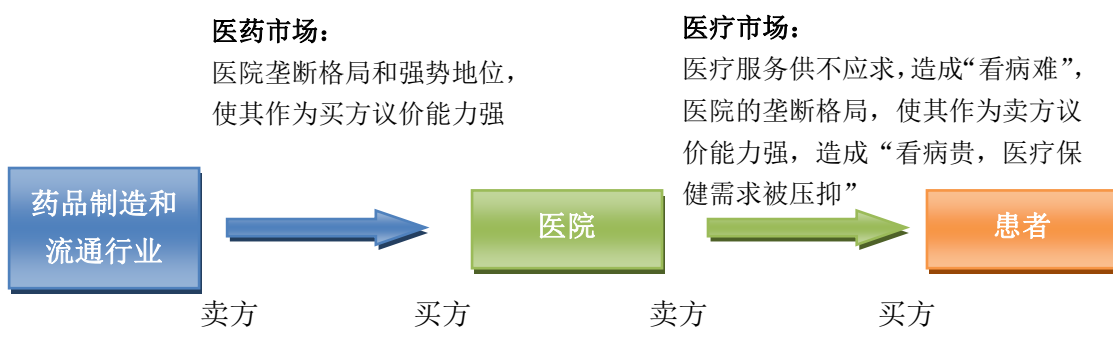 医药市场：
医院垄断格局和强势地位，
使其作为买方议价能力强
医疗市场：
医疗服务供不应求，造成“看病难”，
医院的垄断格局，使其作为卖方议
价能力强，造成“看病贵，医疗保
健需求被压抑”
药品制造和
流通行业
医院
患者
卖方
买方
卖方
买方